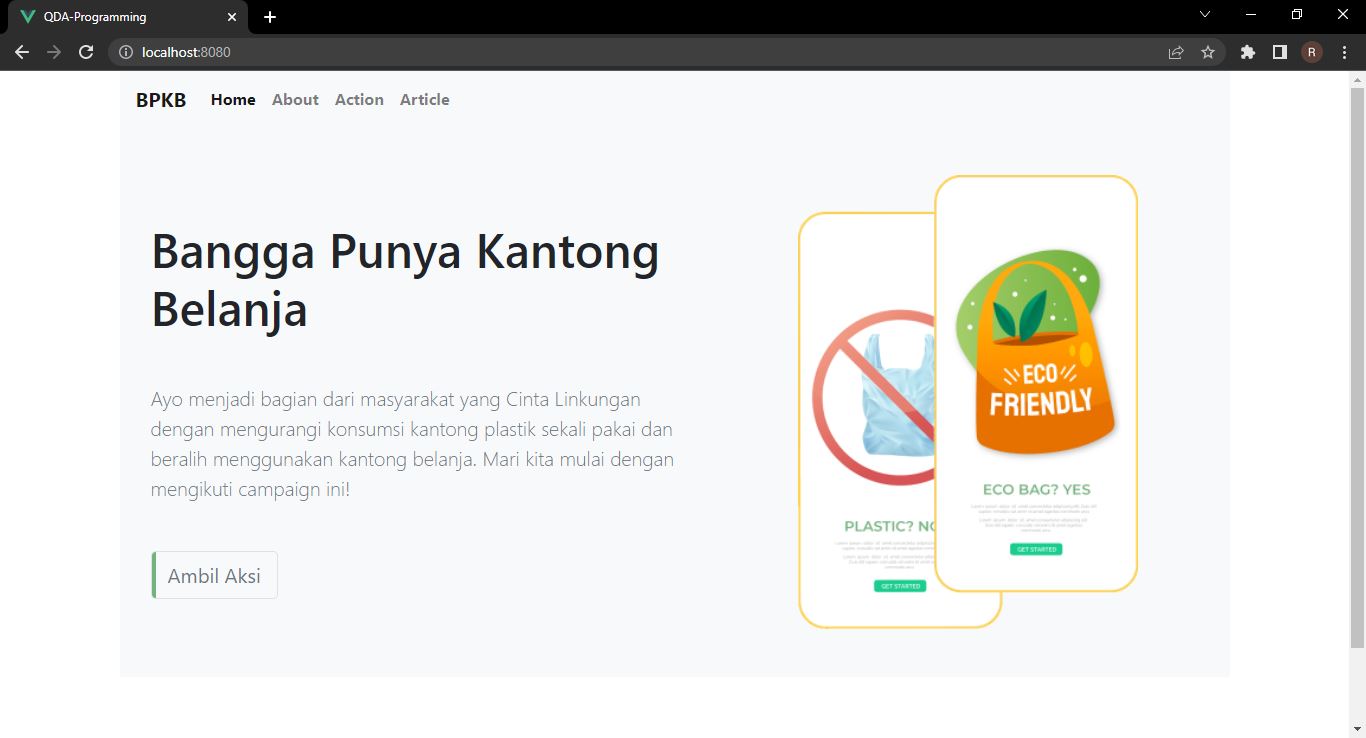 QDA-Programming
localhost:8080
R
BPKB Home About Action Article
Bangga Punya Kantong
Belanja
Ayo menjadi bagian dari masyarakat yang Cinta Linkungan
dengan mengurangi konsumsi kantong plastik sekali pakai dan
beralih menggunakan kantong belanja. Mari kita mulai dengan
mengikuti campaign ini!
Ambil Aksi
PLASTIC? NO
GET STARTED
ECO
FRIENDLY
ECO BAG? YES
GET STARTED